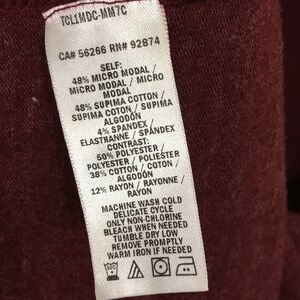 TCL1MDC-MM7C
CA# 56266 RN# 92874
SELF:
48% MICRO MODAL /
MICRO MODAL / MICRO
MODAL
48% SUPIMA COTTON /
SUPIMA COTON / SUPIMA
ALGODÓN
4% SPANDEX /
ELASTHANNE / SPANDEX
CONTRAST:
50% POLYESTER /
POLYESTER / POLIESTER
38% COTTON / COTON /
ALGODÓN
12% RAYON / RAYONNE /
RAYON
MACHINE WASH COLD
DELICATE CYCLE
ONLY NON-CHLORINE
BLEACH WHEN NEEDED
TUMBLE DRY LOW
REMOVE PROMPTLY
WARM IRON IF NEEDED